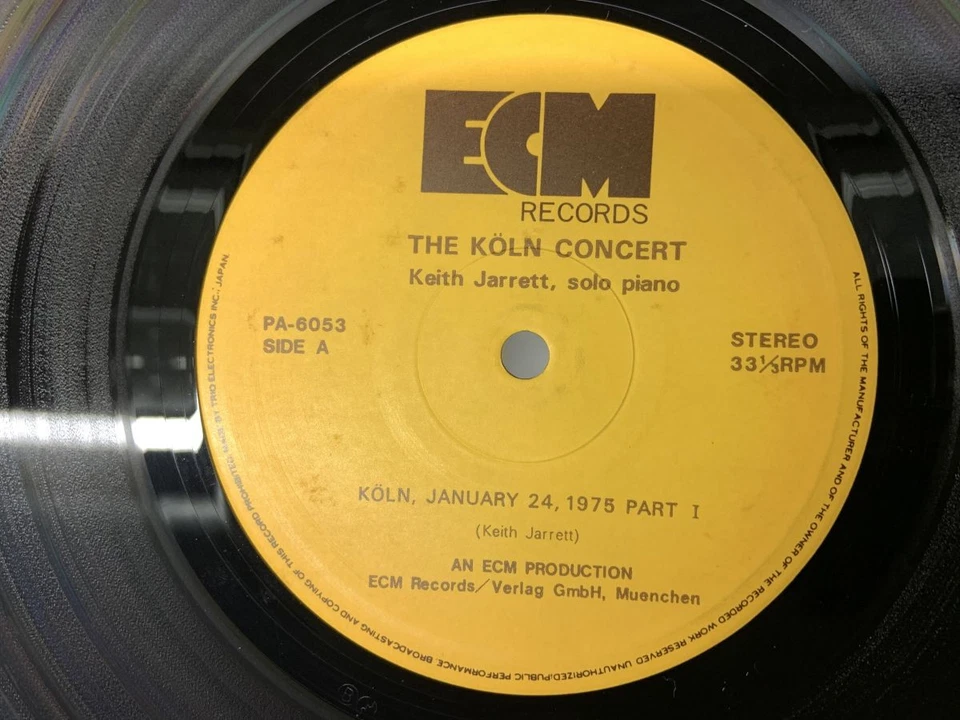 ECM
RECORDS
THE KÖLN CONCERT
Keith Jarrett, solo piano
PA-6053
SIDE A
STEREO
33⅓RPM
KÖLN, JANUARY 24, 1975 PART I
(Keith Jarrett)
AN ECM PRODUCTION
ECM Records/Verlag GmbH, Muenchen
ALL RIGHTS OF THE MANUFACTURER AND OF THE OWNER OF THE RECORDED WORK RESERVED UNAUTHORIZED PUBLIC PERFORMANCE BROADCASTING AND COPYING OF THIS RECORD PROHIBITED MADE BY TRIO ELECTRONICS INC., JAPAN.